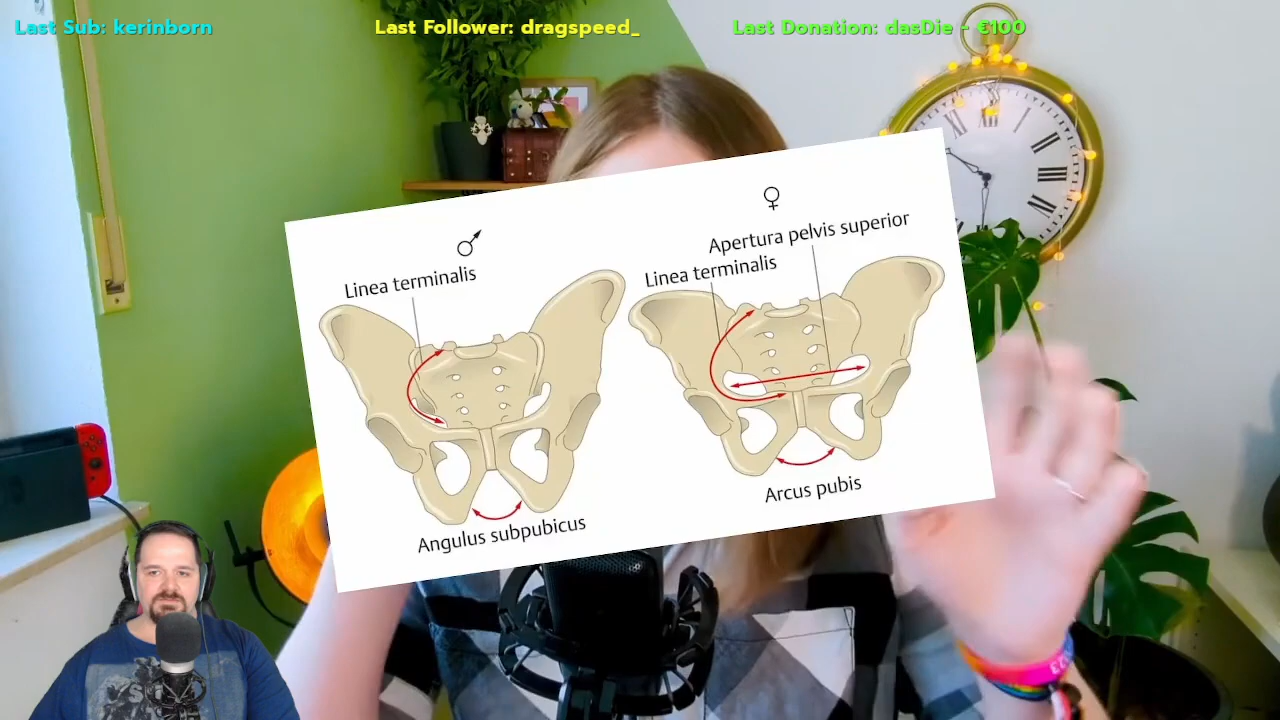 Last Sub: kerinborn
Last Follower: dragspeed_
Last Donation: dasDie - €100
♂
Linea terminalis
Angulus subpubicus
♀
Apertura pelvis superior
Linea terminalis
Arcus pubis